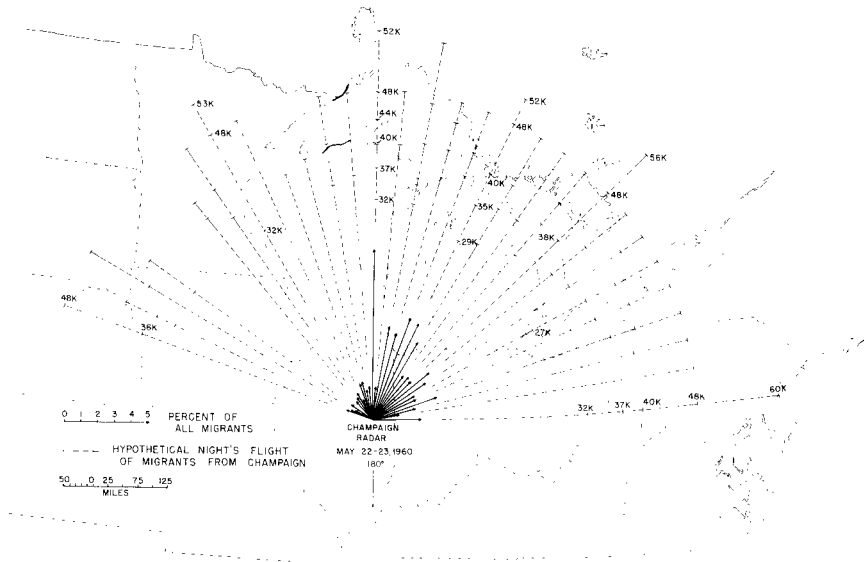 52K
53K
48K
48K
44K
40K
37K
32K
52K
48K
56K
40K
48K
35K
38K
29K
32K
48K
36K
27K
32K 37K 40K 48K 60K
0 1 2 3 4 5 PERCENT OF
ALL MIGRANTS
HYPOTHETICAL NIGHT'S FLIGHT
OF MIGRANTS FROM CHAMPAIGN
50 0 25 75 125
MILES
CHAMPAIGN
RADAR
MAY 22-23, 1960
180°